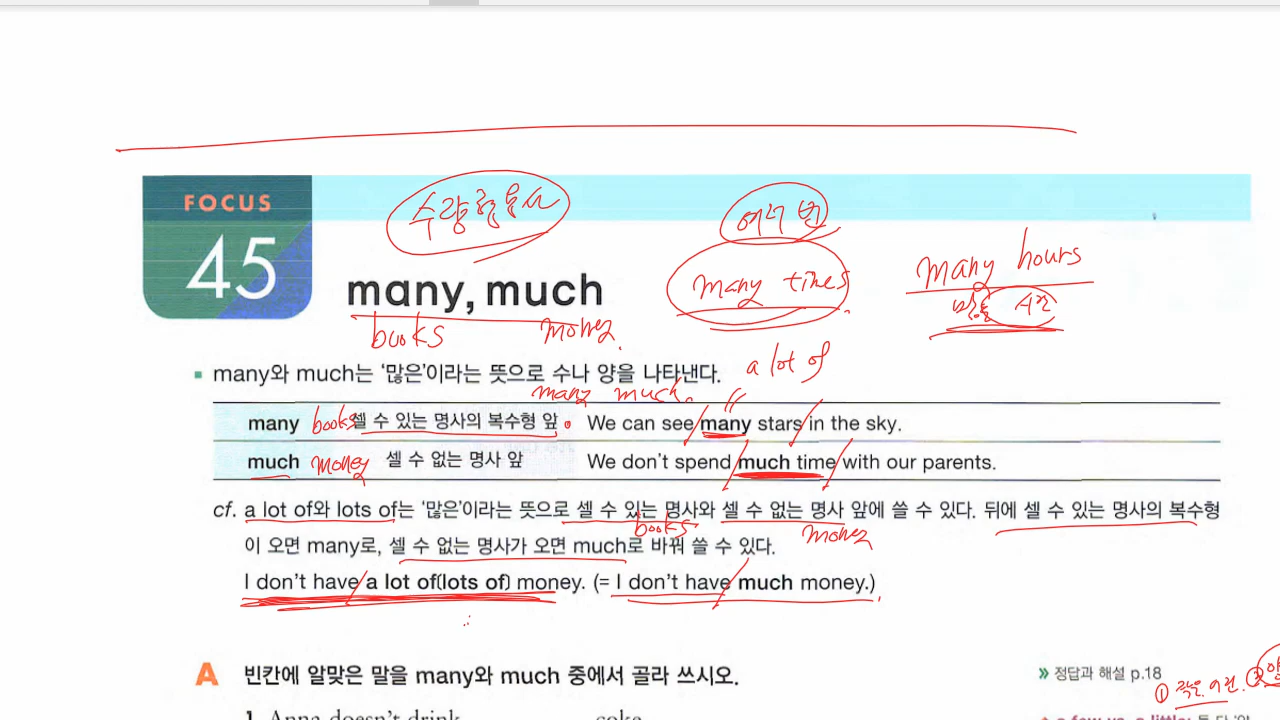 FOCUS
45
수량형용사
여러 번
many times
many hours
많은 시간
many, much
books money
many와 much는 '많은'이라는 뜻으로 수나 양을 나타낸다.
a lot of
many much
many books 셀 수 있는 명사의 복수형 앞 We can see many stars in the sky.
much money 셀 수 없는 명사 앞 We don't spend much time with our parents.
cf. a lot of와 lots of는 '많은'이라는 뜻으로 셀 수 있는 명사와 셀 수 없는 명사 앞에 쓸 수 있다. 뒤에 셀 수 있는 명사의 복수형
books money
이 오면 many로, 셀 수 없는 명사가 오면 much로 바꿔 쓸 수 있다.
I don't have a lot of(lots of) money. (= I don't have much money.)
A 빈칸에 알맞은 말을 many와 much 중에서 골라 쓰시오.
» 정답과 해설 p.18
1 Anna doesn't drink coke